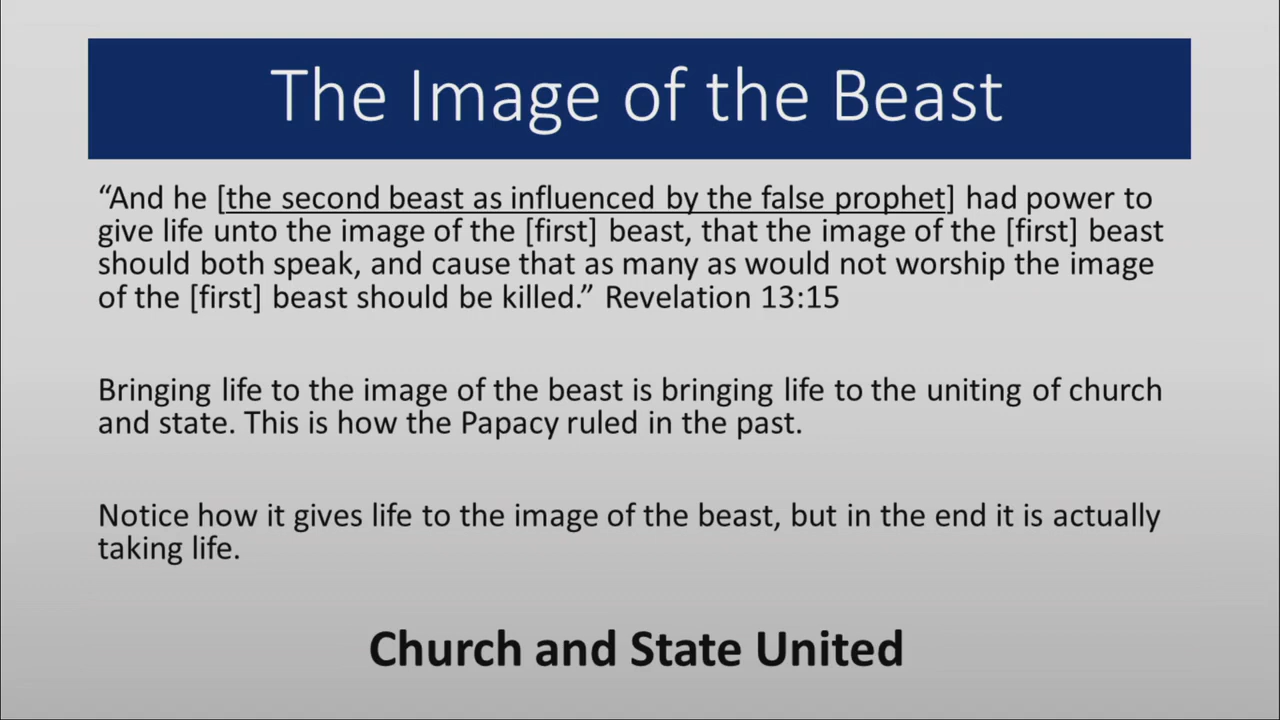 The Image of the Beast
“And he [the second beast as influenced by the false prophet] had power to
give life unto the image of the [first] beast, that the image of the [first] beast
should both speak, and cause that as many as would not worship the image
of the [first] beast should be killed.” Revelation 13:15
Bringing life to the image of the beast is bringing life to the uniting of church
and state. This is how the Papacy ruled in the past.
Notice how it gives life to the image of the beast, but in the end it is actually
taking life.
Church and State United